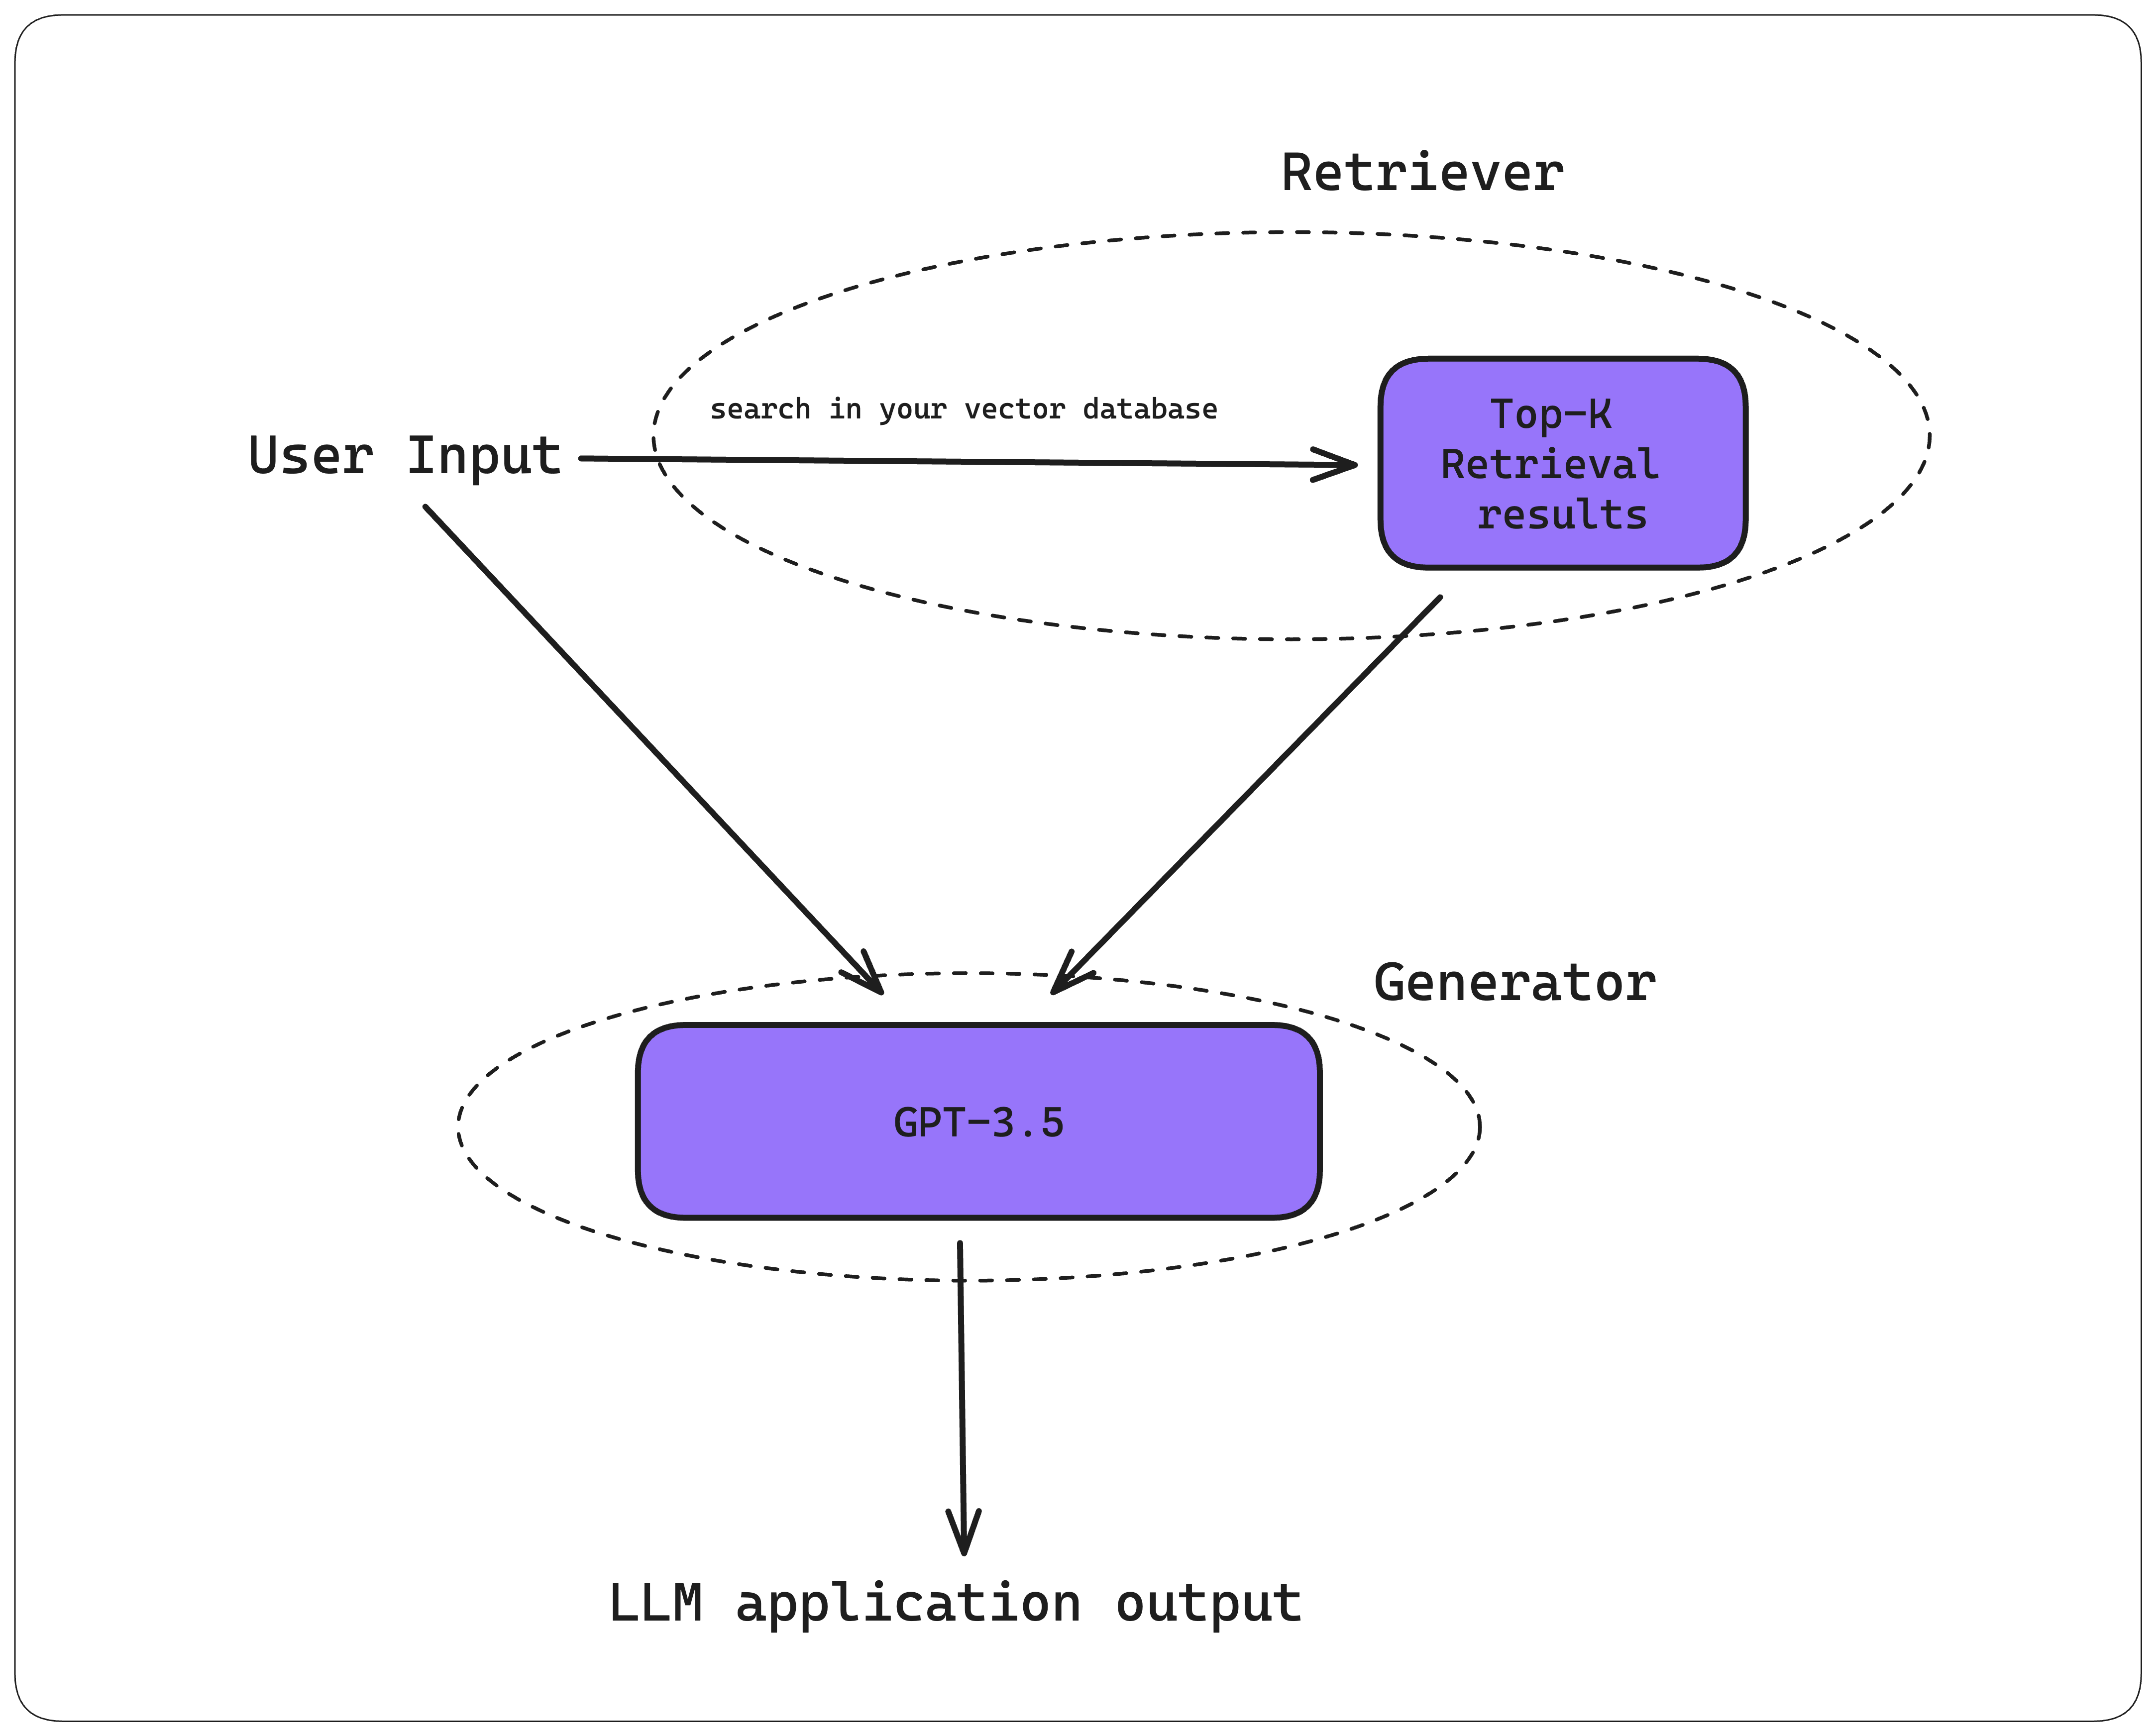 Retriever
search in your vector database
User Input
Top-K
Retrieval
results
Generator
GPT-3.5
LLM application output